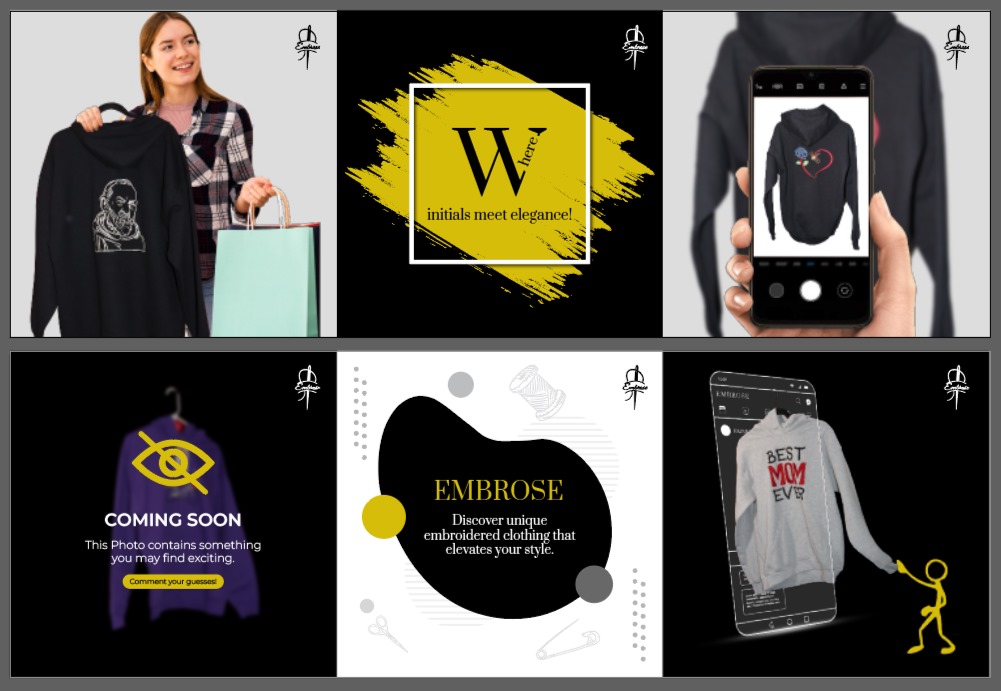 Embrose
Embrose
Embrose
W
here
initials meet elegance!
Embrose
COMING SOON
This Photo contains something
you may find exciting.
Comment your guesses!
Embrose
EMBROSE
Discover unique
embroidered clothing that
elevates your style.
Embrose
EMBROSE
BEST
MOM
EVER